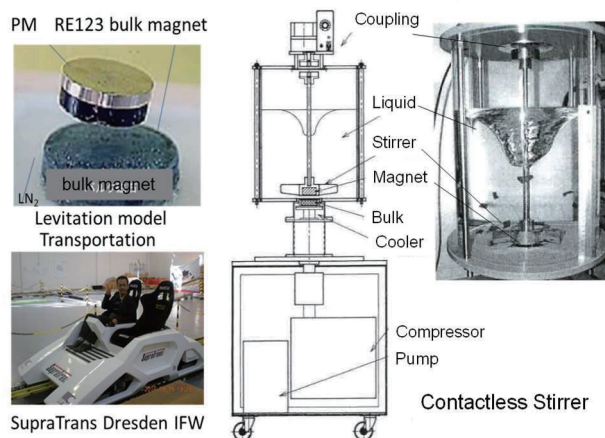 PM RE123 bulk magnet
bulk magnet
LN2
Levitation model
Transportation
SupraTrans
SupraTrans Dresden IFW
Coupling
Liquid
Stirrer
Magnet
Bulk
Cooler
Compressor
Pump
Contactless Stirrer